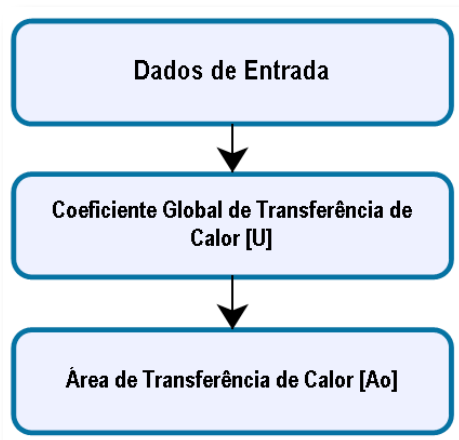 Dados de Entrada
Coeficiente Global de Transferência de
Calor [U]
Área de Transferência de Calor [Ao]